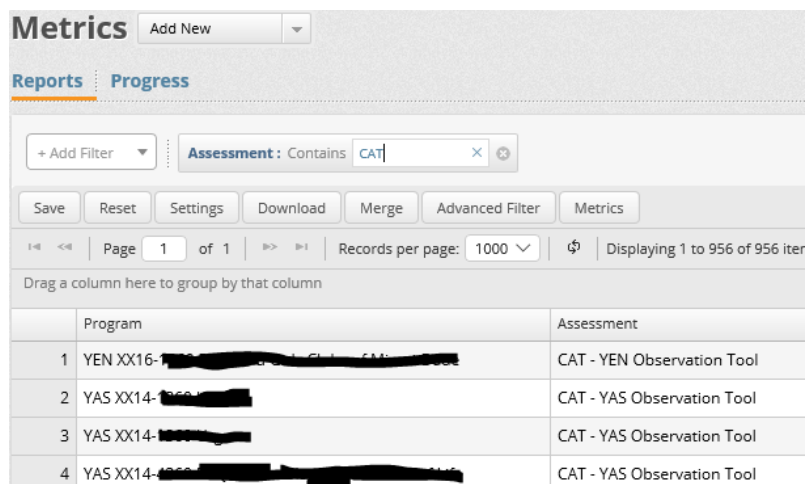 Metrics Add New
Reports Progress
+ Add Filter Assessment : Contains CAT
Save Reset Settings Download Merge Advanced Filter Metrics
Page 1 of 1 Records per page: 1000 Displaying 1 to 956 of 956 iter
Drag a column here to group by that column
Program Assessment
1 YEN XX16- CAT - YEN Observation Tool
2 YAS XX14- CAT - YAS Observation Tool
3 YAS XX14- CAT - YAS Observation Tool
4 YAS XX14- CAT - YAS Observation Tool